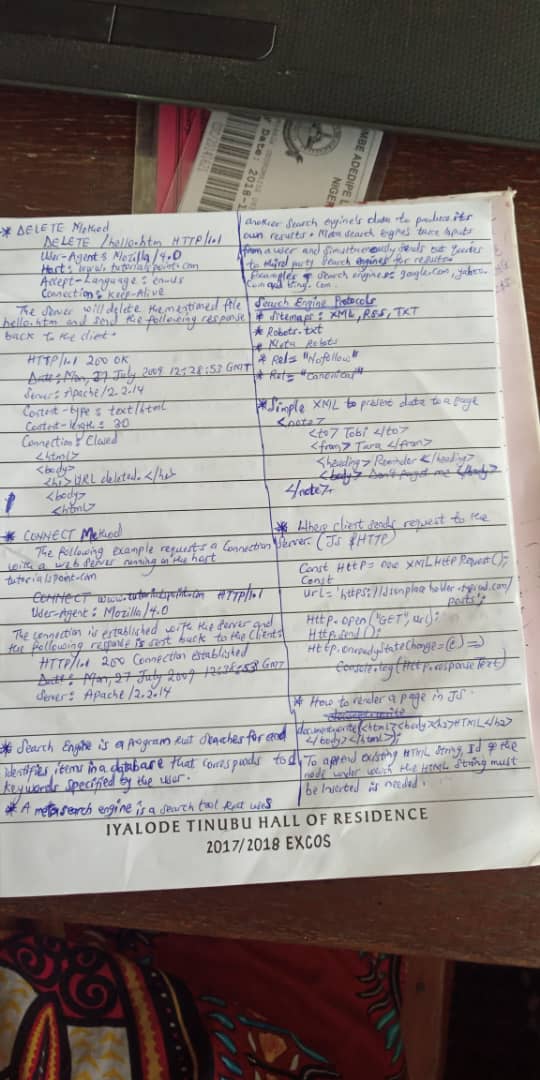 MBE ADEDIPE L
Date: 2018-1
NIGE
* DELETE Method
DELETE /hello.htm HTTP/1.1
User-Agent: Mozilla/4.0
Host: www.tutorialspoint.com
Accept-Language: en-us
Connection: Keep-Alive
The Server will delete the mentioned file
hello.htm and send the following response
back to the client.
HTTP/1.1 200 OK
Date: Mon, 27 July 2009 12:28:53 GMT
Server: Apache/2.2.14
Content-type: text/html
Content-length: 30
Connection: Closed
<html>
<body>
<h1> URL deleted. </h1>
<body>
<html>
* CONNECT Method
The following example requests a Connection
with a web server running on the host
tutorialspoint.com
CONNECT www.tutorialspoint.com HTTP/1.1
User-Agent: Mozilla/4.0
The connection is established with the Server and
the following response is sent back to the Client:
HTTP/1.1 200 Connection established
Date: Mon, 27 July 2009 12:28:53 GMT
Server: Apache/2.2.14
* Search Engine is a program that searches for and
identifies items in a database that corresponds to
keywords specified by the user.
* A metasearch engine is a search tool that uses
another Search engine's data to produce its
own results. Meta search engines take inputs
from a user and simultaneously sends out queries
to third party Search engines for results.
Examples of search engines: google.com, yahoo.
com and bing.com.
Search Engine Protocols
* Sitemaps: XML, RSS, TXT
* Robots.txt
* Meta Robots
* Rel= "Nofollow"
* Rel= "Canonical"
* Simple XML to present data to a page
<note>
<to> Tobi </to>
<from> Tara </from>
<heading> Reminder </heading>
<body> Don't forget me </body>
</note>
* Where client sends request to the
Server. (JS & HTTP)
Const Http = new XMLHttpRequest();
Const
url = 'https://jsonplaceholder.typicode.com/
posts';
Http.open("GET", url);
Http.send();
Http.onreadystatechange=(e) =>
Console.log(Http.responseText)
* How to render a page in JS.
document.write(<html><body><h2>HTML</h2>
</body></html>);
To append existing HTML string, Id of the
node under which the HTML String must
be inserted is needed.
IYALODE TINUBU HALL OF RESIDENCE
2017/2018 EXCOS